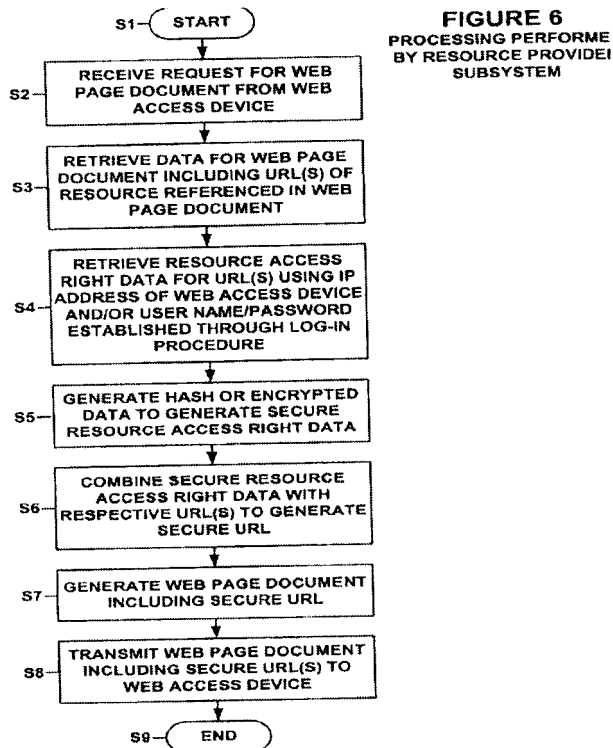 FIGURE 6
PROCESSING PERFORME
BY RESOURCE PROVIDE
SUBSYSTEM
S1
START
S2
RECEIVE REQUEST FOR WEB
PAGE DOCUMENT FROM WEB
ACCESS DEVICE
S3
RETRIEVE DATA FOR WEB PAGE
DOCUMENT INCLUDING URL(S) OF
RESOURCE REFERENCED IN WEB
PAGE DOCUMENT
S4
RETRIEVE RESOURCE ACCESS
RIGHT DATA FOR URL(S) USING IP
ADDRESS OF WEB ACCESS DEVICE
AND/OR USER NAME/PASSWORD
ESTABLISHED THROUGH LOG-IN
PROCEDURE
S5
GENERATE HASH OR ENCRYPTED
DATA TO GENERATE SECURE
RESOURCE ACCESS RIGHT DATA
S6
COMBINE SECURE RESOURCE
ACCESS RIGHT DATA WITH
RESPECTIVE URL(S) TO GENERATE
SECURE URL
S7
GENERATE WEB PAGE DOCUMENT
INCLUDING SECURE URL
S8
TRANSMIT WEB PAGE DOCUMENT
INCLUDING SECURE URL(S) TO
WEB ACCESS DEVICE
S9
END